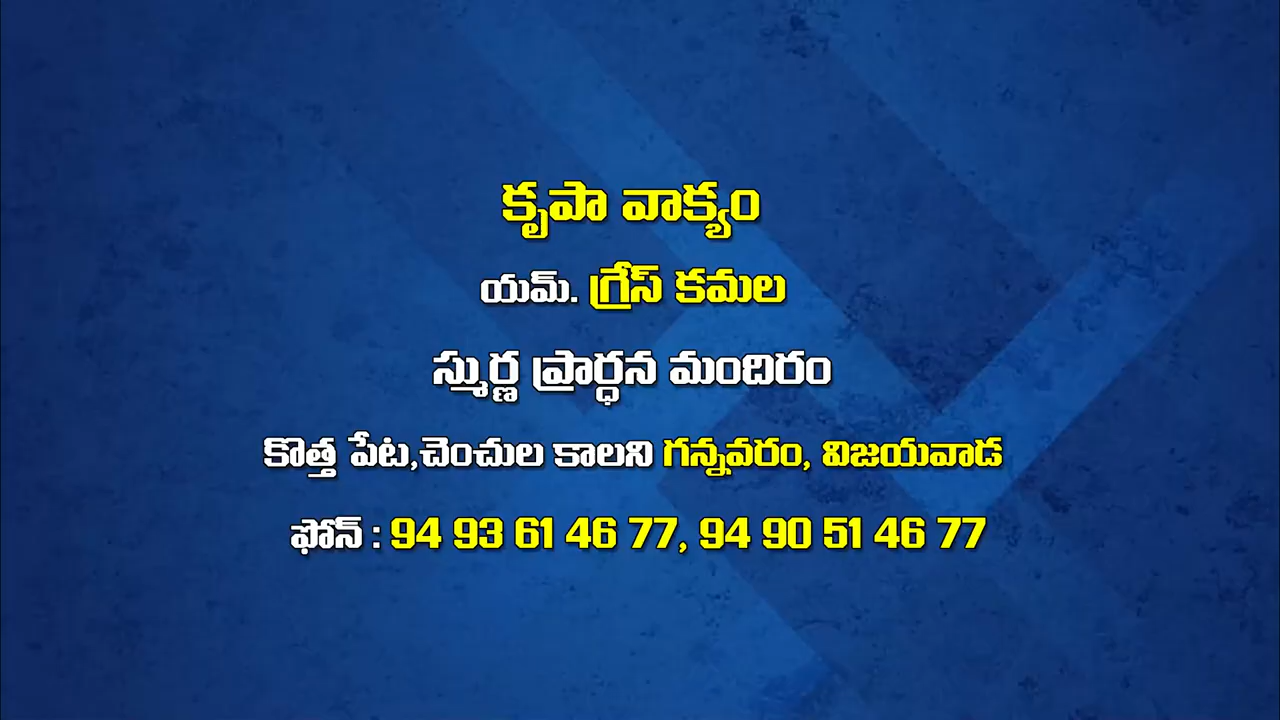 కృపా వాక్యం
యమ్. గ్రేస్ కమల
స్ముర్ణ ప్రార్ధన మందిరం
కొత్త పేట,చెంచుల కాలని గన్నవరం, విజయవాడ
ఫోన్ : 94 93 61 46 77, 94 90 51 46 77